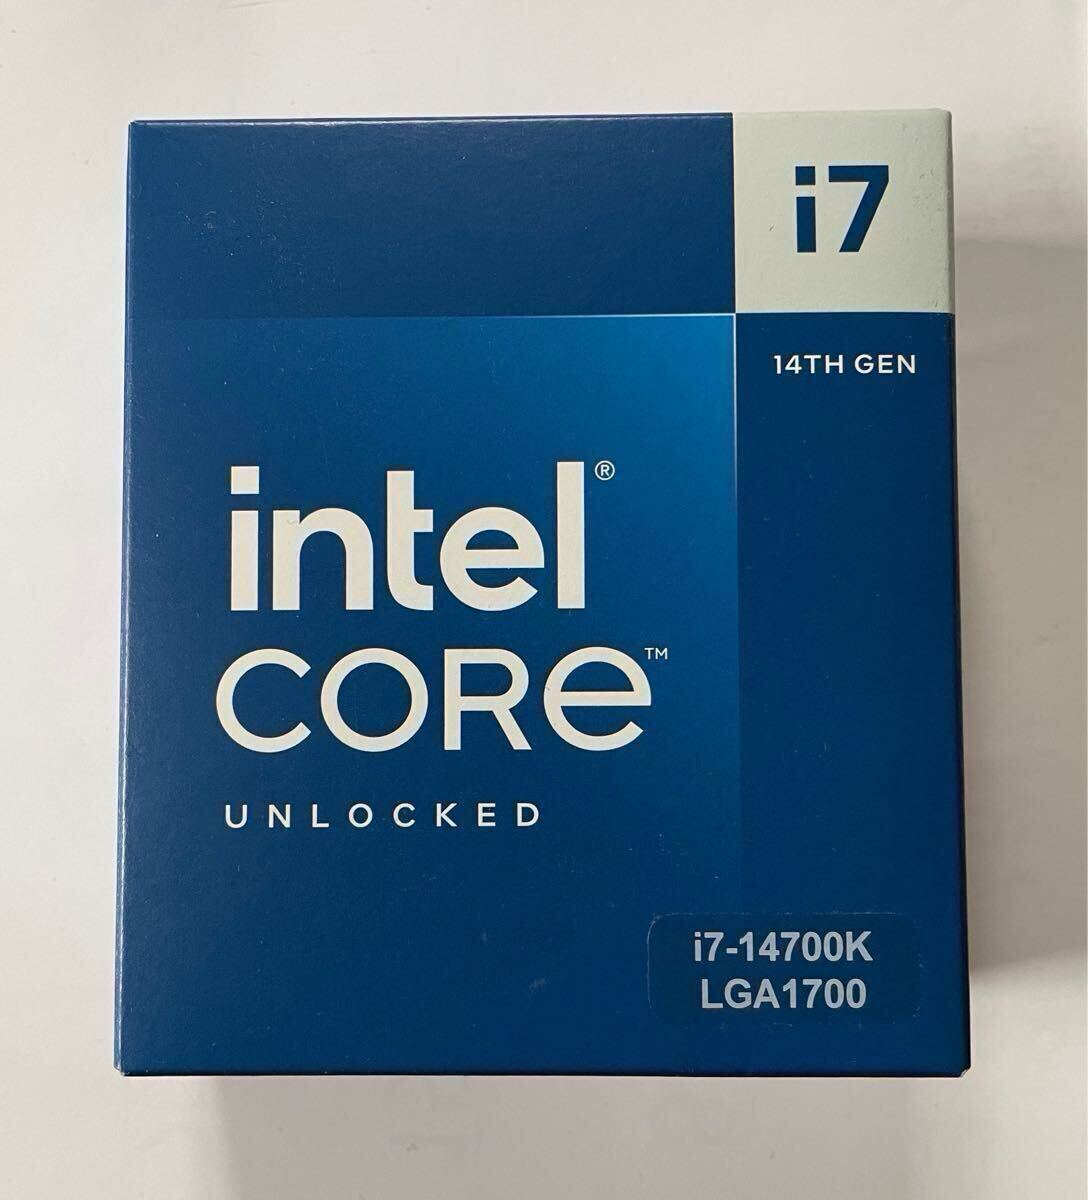 i7
14TH GEN
intel®
CORE™
UNLOCKED
i7-14700K
LGA1700